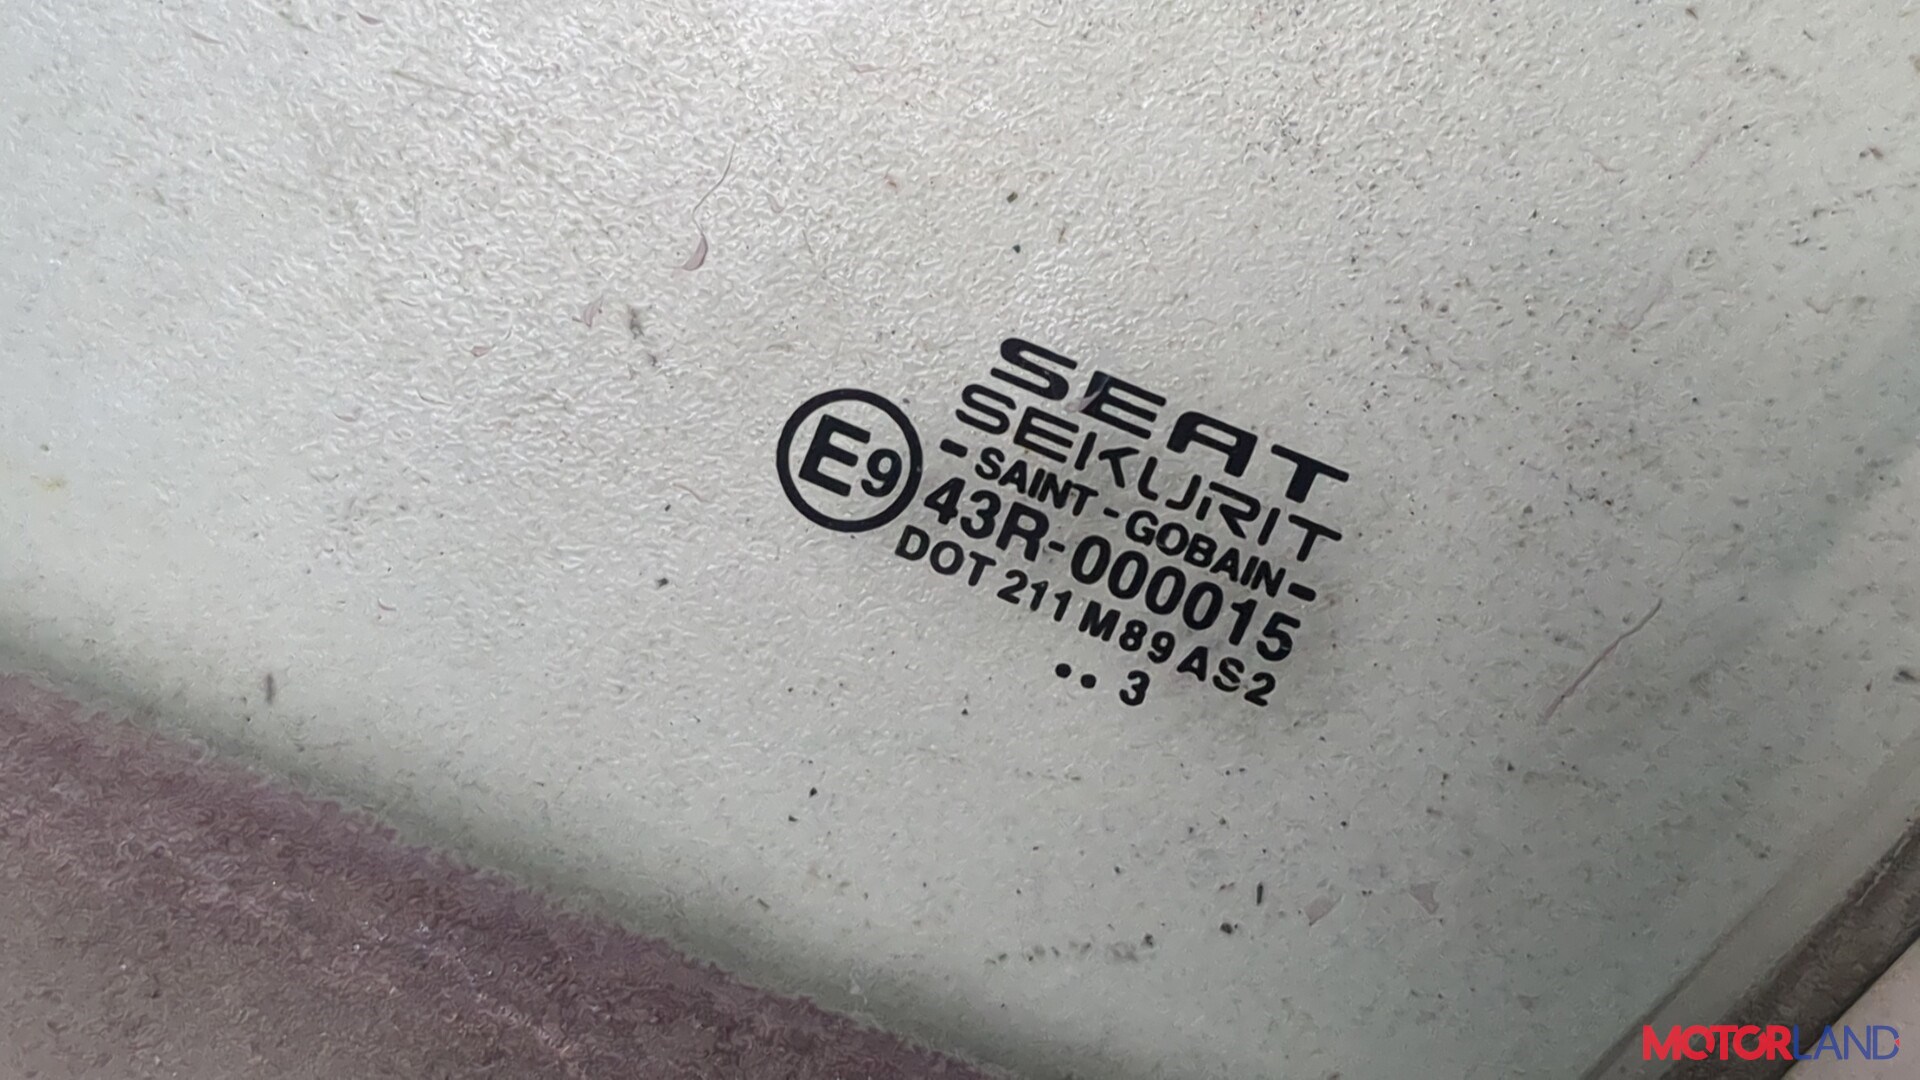 SEAT
SEKURIT
- SAINT - GOBAIN -
E9 43R-000015
DOT 211 M89 AS2
•• 3
MOTORLAND